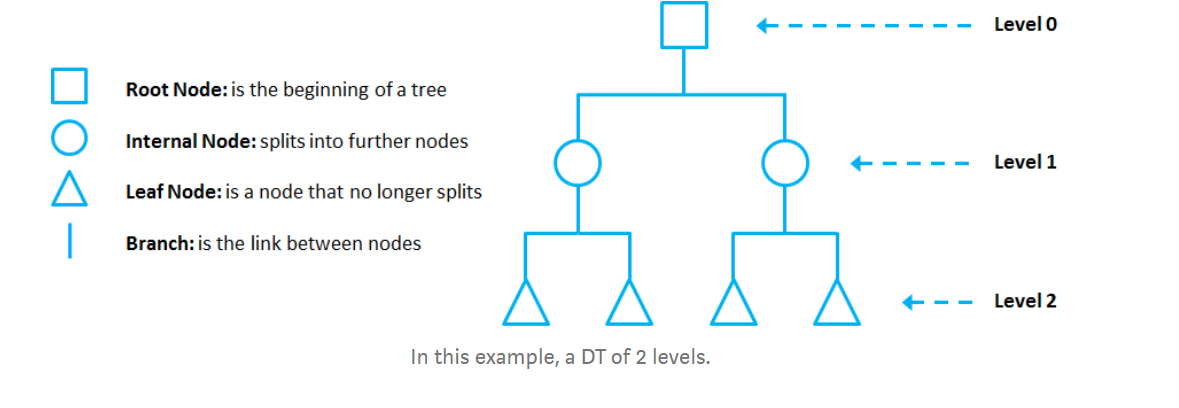 Level 0
Root Node: is the beginning of a tree
Internal Node: splits into further nodes
Level 1
Leaf Node: is a node that no longer splits
Branch: is the link between nodes
Level 2
In this example, a DT of 2 levels.